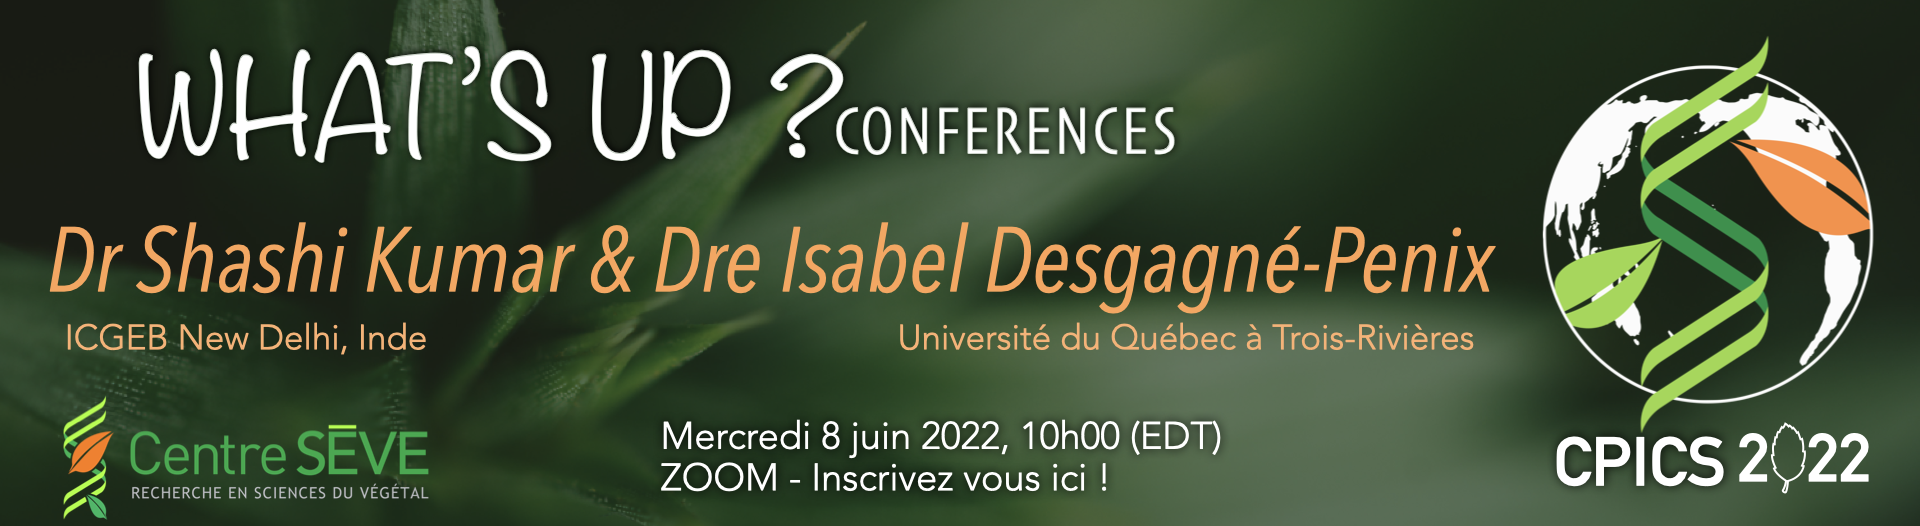 WHAT'S UP ? CONFERENCES
Dr Shashi Kumar & Dre Isabel Desgagné-Penix
ICGEB New Delhi, Inde
Université du Québec à Trois-Rivières
Centre SĒVE
RECHERCHE EN SCIENCES DU VÉGÉTAL
Mercredi 8 juin 2022, 10h00 (EDT)
ZOOM - Inscrivez vous ici !
CPICS 2022